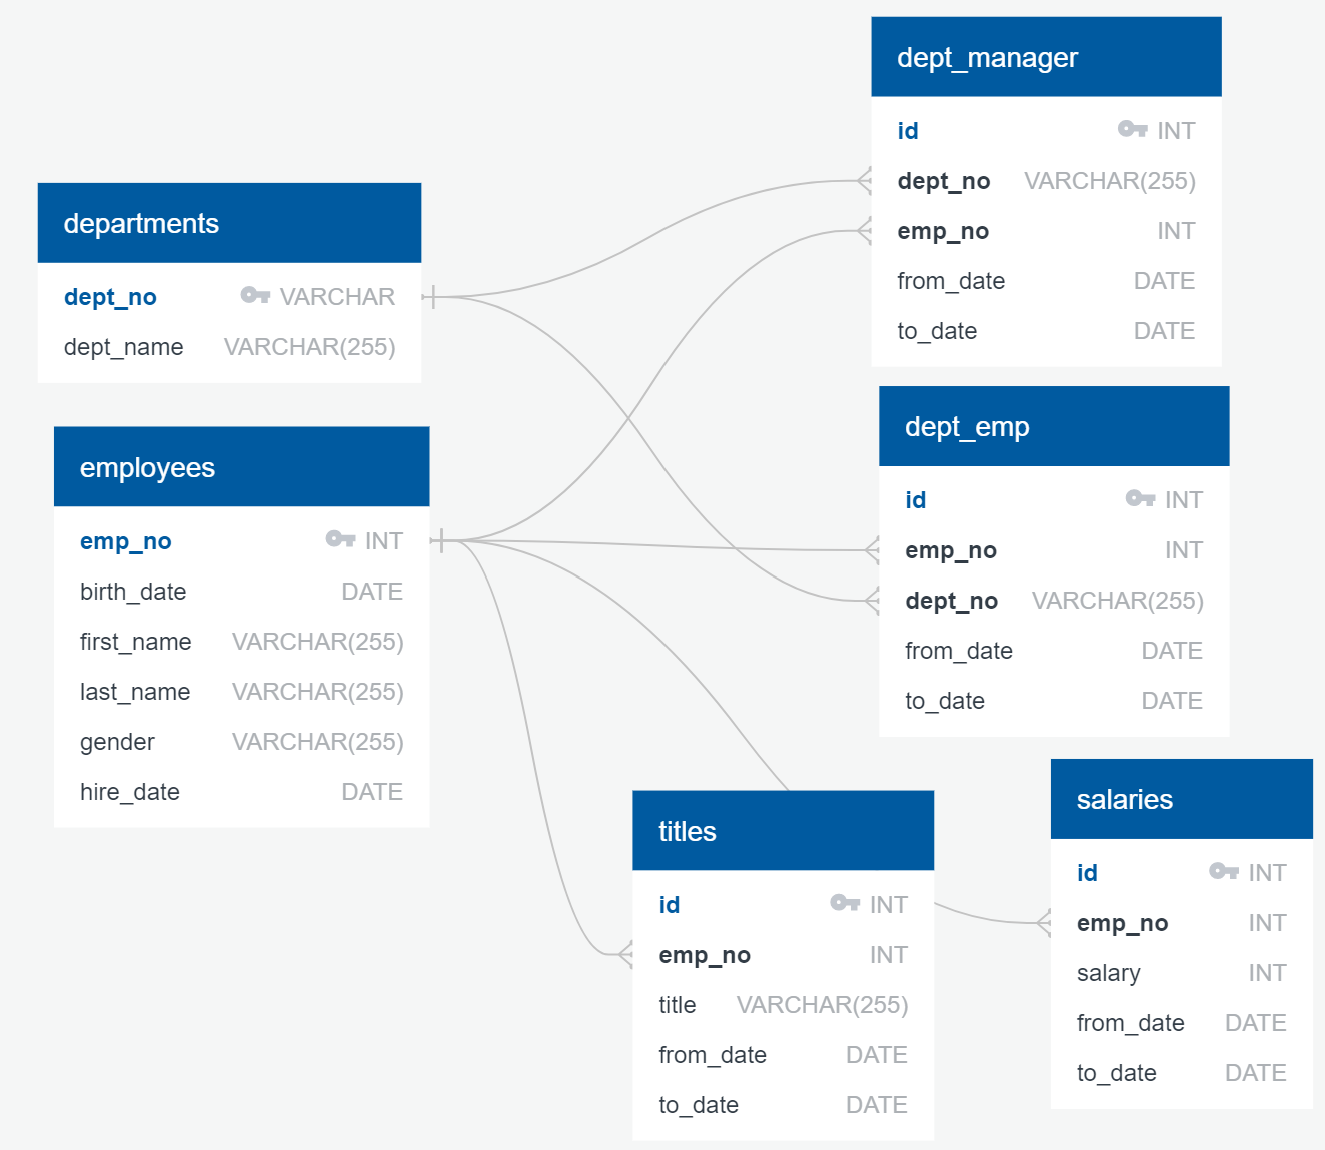 departments
dept_no VARCHAR
dept_name VARCHAR(255)
employees
emp_no INT
birth_date DATE
first_name VARCHAR(255)
last_name VARCHAR(255)
gender VARCHAR(255)
hire_date DATE
dept_manager
id INT
dept_no VARCHAR(255)
emp_no INT
from_date DATE
to_date DATE
dept_emp
id INT
emp_no INT
dept_no VARCHAR(255)
from_date DATE
to_date DATE
titles
id INT
emp_no INT
title VARCHAR(255)
from_date DATE
to_date DATE
salaries
id INT
emp_no INT
salary INT
from_date DATE
to_date DATE